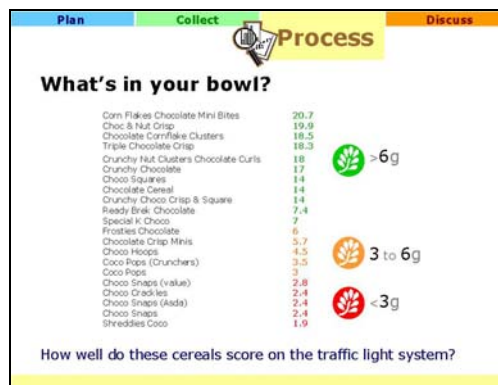 Plan Collect Process Discuss
What's in your bowl?
Corn Flakes Chocolate Mini Bites 20.7
Choc & Nut Crisp 19.9
Chocolate Cornflake Clusters 18.5
Triple Chocolate Crisp 18.3
Crunchy Nut Clusters Chocolate Curls 18
Crunchy Chocolate 17
Choco Squares 14
Chocolate Cereal 14
Crunchy Choco Crisp & Square 14
Ready Brek Chocolate 7.4
Special K Choco 7
Frosties Chocolate 6
Chocolate Crisp Minis 5.7
Choco Hoops 4.5
Coco Pops (Crunchers) 3.5
Coco Pops 3
Choco Snaps (value) 2.8
Choco Crackles 2.4
Choco Snaps (Asda) 2.4
Choco Snaps 2.4
Shreddies Coco 1.9
>6g
3 to 6g
<3g
How well do these cereals score on the traffic light system?